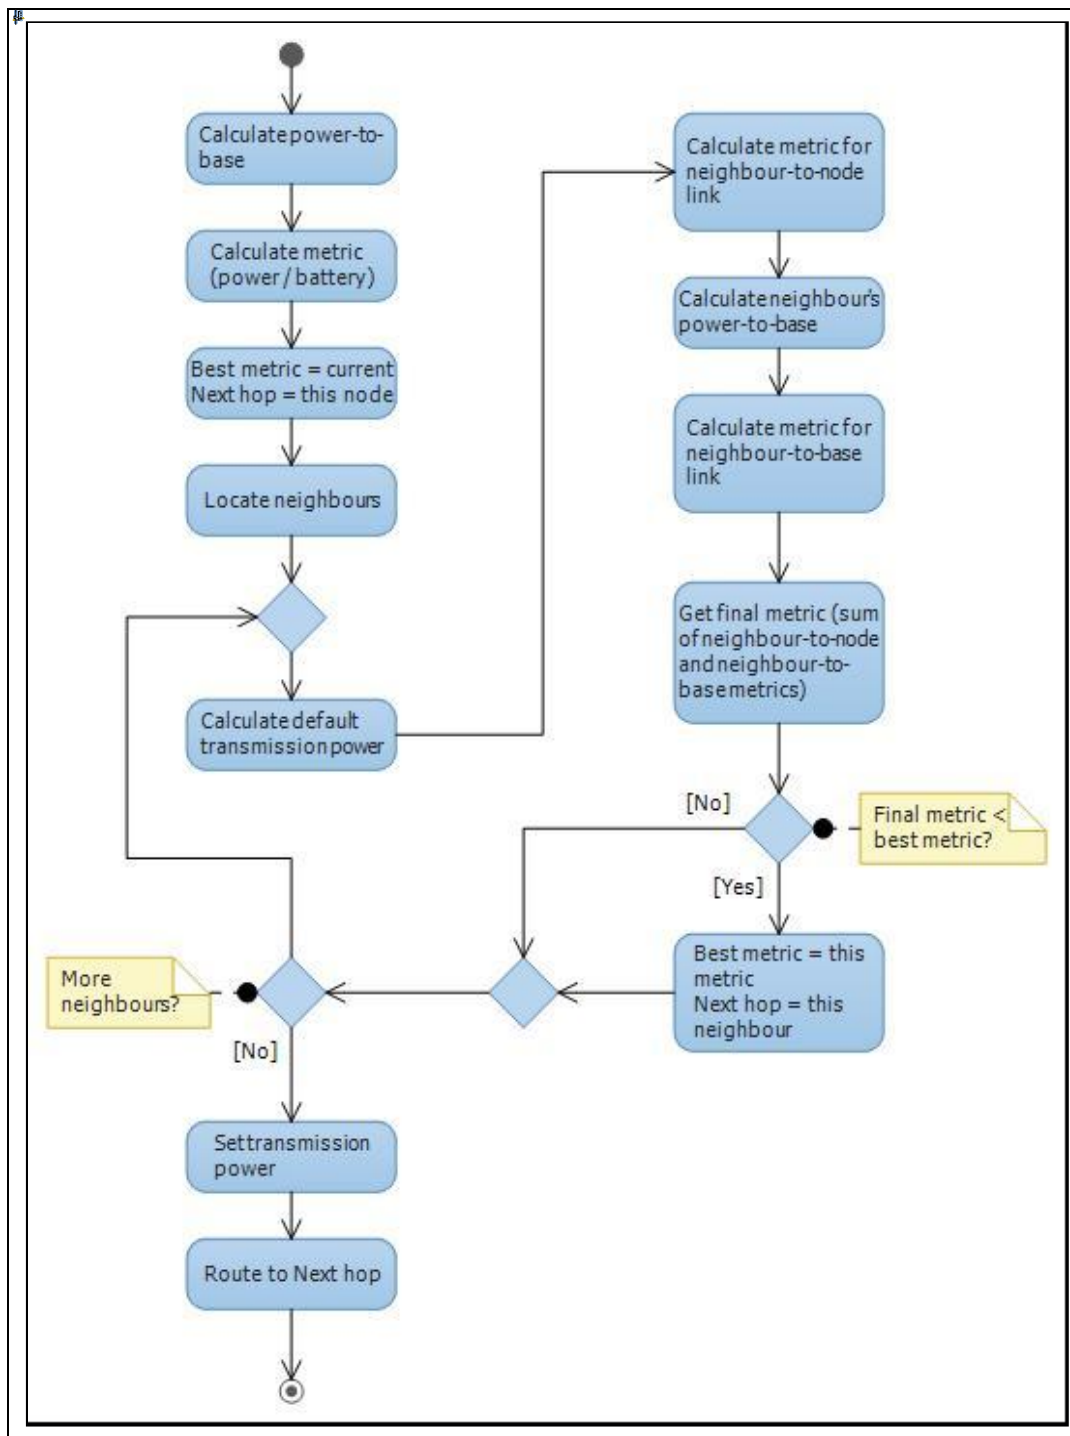 Calculate power-to-
base
Calculate metric
(power / battery)
Best metric = current
Next hop = this node
Locate neighbours
Calculate default
transmission power
Calculate metric for
neighbour-to-node
link
Calculate neighbour's
power-to-base
Calculate metric for
neighbour-to-base
link
Get final metric (sum
of neighbour-to-node
and neighbour-to-
base metrics)
[No]
Final metric <
best metric?
[Yes]
Best metric = this
metric
Next hop = this
neighbour
More
neighbours?
[No]
Set transmission
power
Route to Next hop